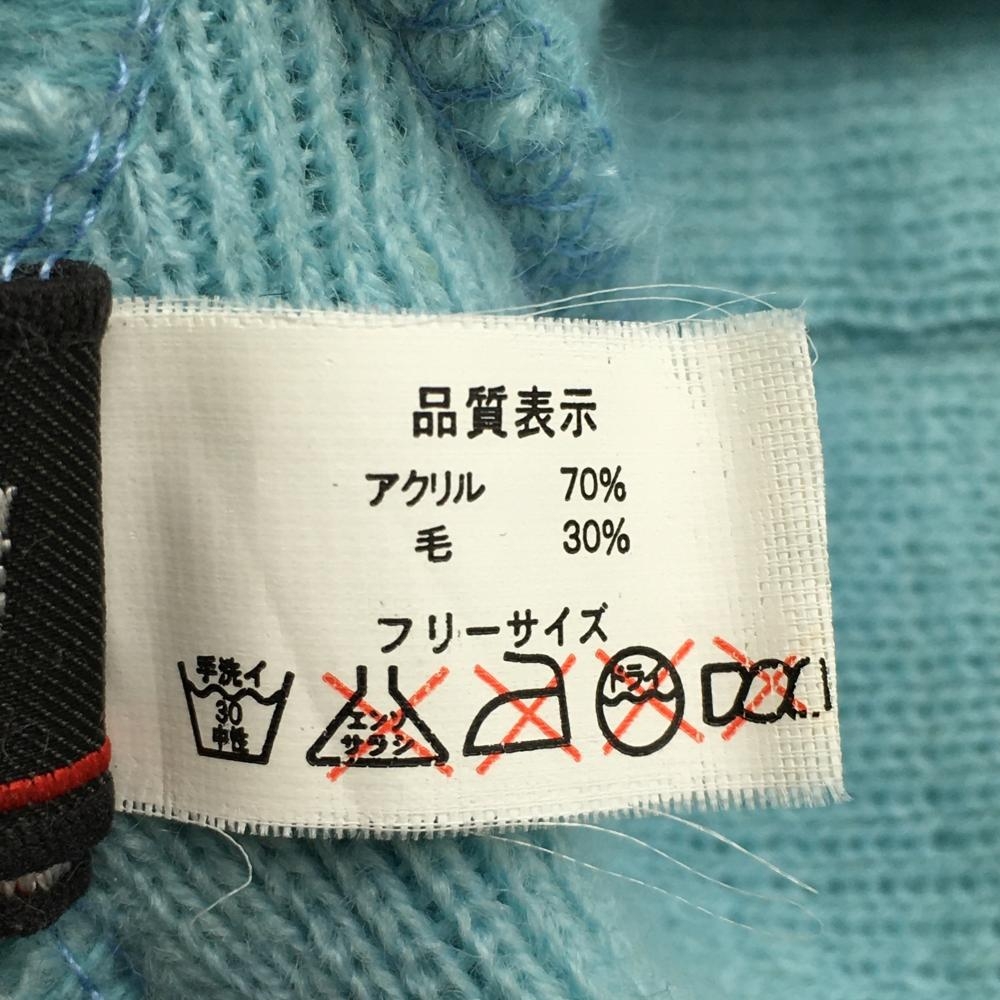 品質表示
アクリル 70%
毛 30%
フリーサイズ
手洗イ
30
中性
エンソ
サラシ
ドライ